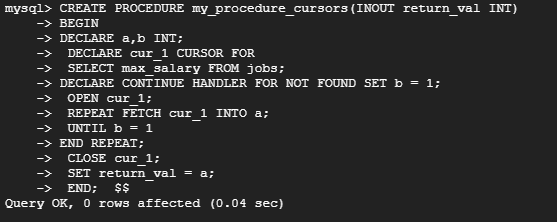 mysql> CREATE PROCEDURE my_procedure_cursors(INOUT return_val INT)
    -> BEGIN
    -> DECLARE a,b INT;
    ->  DECLARE cur_1 CURSOR FOR
    ->  SELECT max_salary FROM jobs;
    -> DECLARE CONTINUE HANDLER FOR NOT FOUND SET b = 1;
    ->  OPEN cur_1;
    ->  REPEAT FETCH cur_1 INTO a;
    ->  UNTIL b = 1
    -> END REPEAT;
    ->  CLOSE cur_1;
    ->  SET return_val = a;
    ->  END;  $$
Query OK, 0 rows affected (0.04 sec)